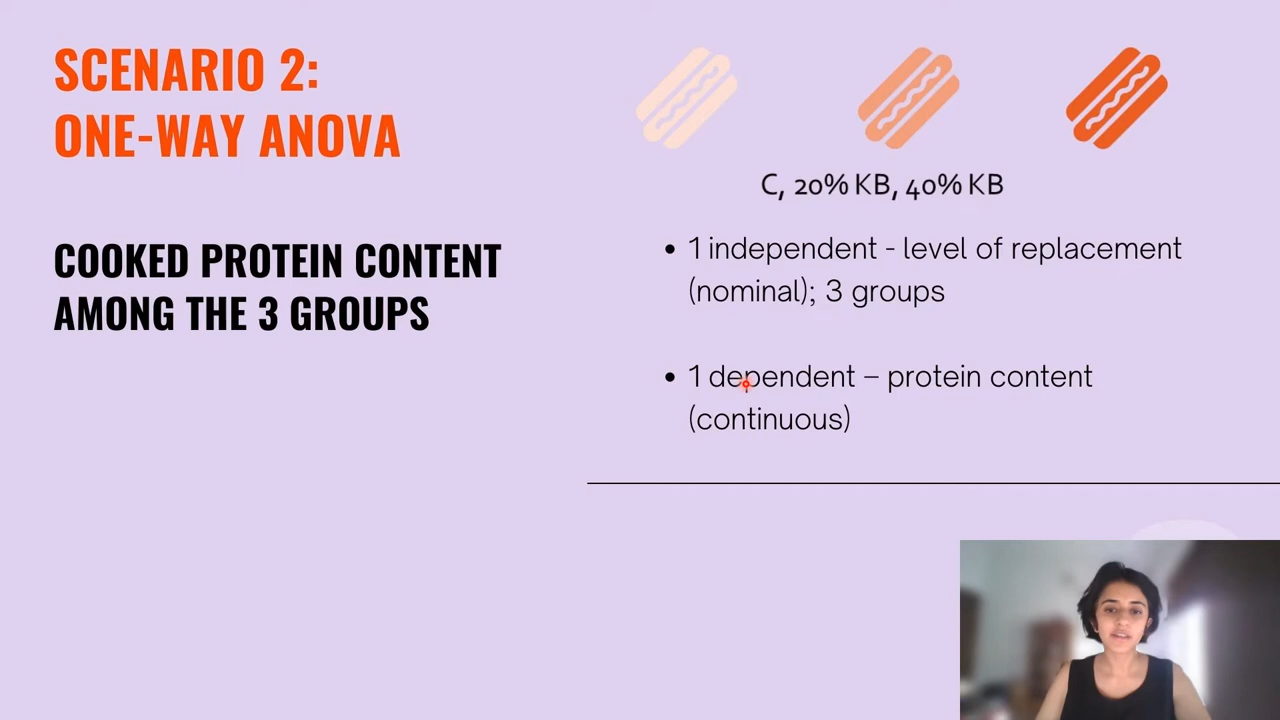 SCENARIO 2:
ONE-WAY ANOVA
COOKED PROTEIN CONTENT
AMONG THE 3 GROUPS
C, 20% KB, 40% KB
• 1 independent - level of replacement
(nominal); 3 groups
• 1 dependent – protein content
(continuous)